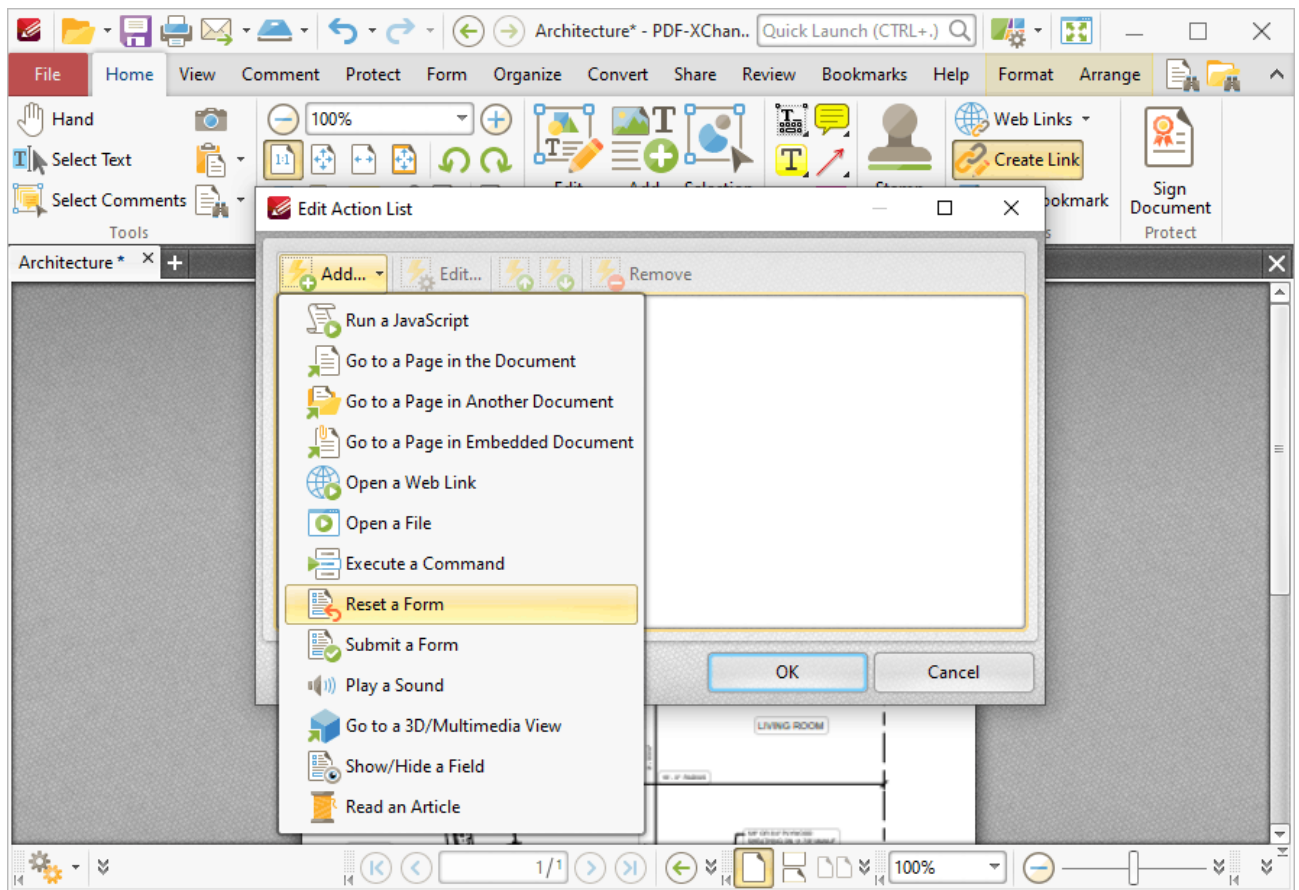 Architecture* - PDF-XChan..
Quick Launch (CTRL+.)
File Home View Comment Protect Form Organize Convert Share Review Bookmarks Help Format Arrange
Hand
100%
Web Links
Select Text
1:1
Create Link
Select Comments
Sign
Document
Tools
Protect
Architecture * × +
Edit Action List
Add... Edit... Remove
Run a JavaScript
Go to a Page in the Document
Go to a Page in Another Document
Go to a Page in Embedded Document
Open a Web Link
Open a File
Execute a Command
Reset a Form
Submit a Form
Play a Sound
Go to a 3D/Multimedia View
Show/Hide a Field
Read an Article
OK Cancel
LIVING ROOM
1/1
100%